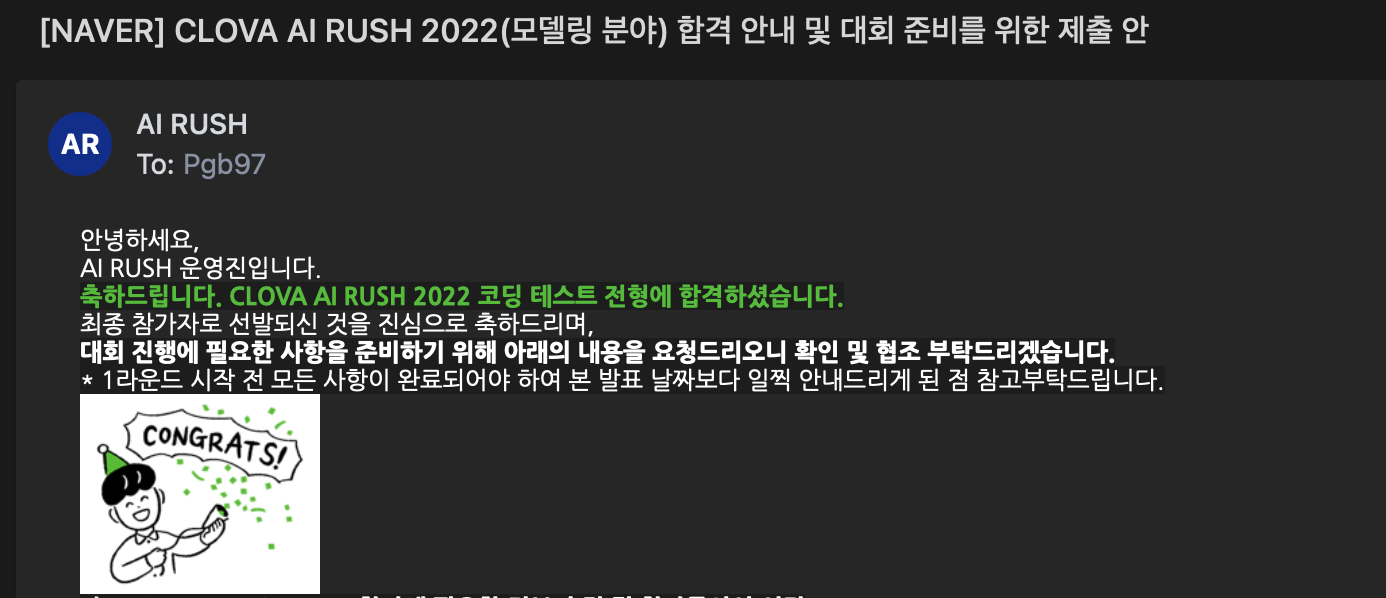 [NAVER] CLOVA AI RUSH 2022(모델링 분야) 합격 안내 및 대회 준비를 위한 제출 안
AR
AI RUSH
To: Pgb97
안녕하세요,
AI RUSH 운영진입니다.
축하드립니다. CLOVA AI RUSH 2022 코딩 테스트 전형에 합격하셨습니다.
최종 참가자로 선발되신 것을 진심으로 축하드리며,
대회 진행에 필요한 사항을 준비하기 위해 아래의 내용을 요청드리오니 확인 및 협조 부탁드리겠습니다.
* 1라운드 시작 전 모든 사항이 완료되어야 하여 본 발표 날짜보다 일찍 안내드리게 된 점 참고부탁드립니다.
CONGRATS!